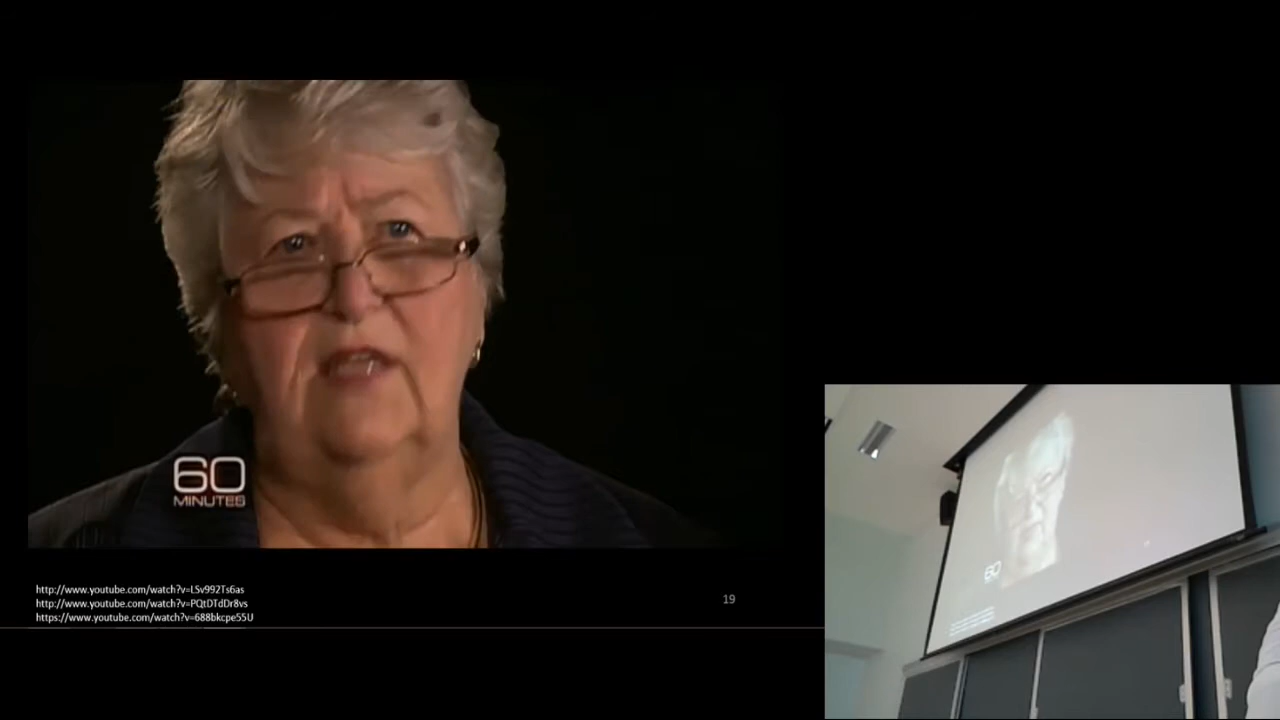 60
MINUTES
http://www.youtube.com/watch?v=LSv992Ts6as
http://www.youtube.com/watch?v=PQtDTdDr8vs
https://www.youtube.com/watch?v=688bkcpe55U
19
60